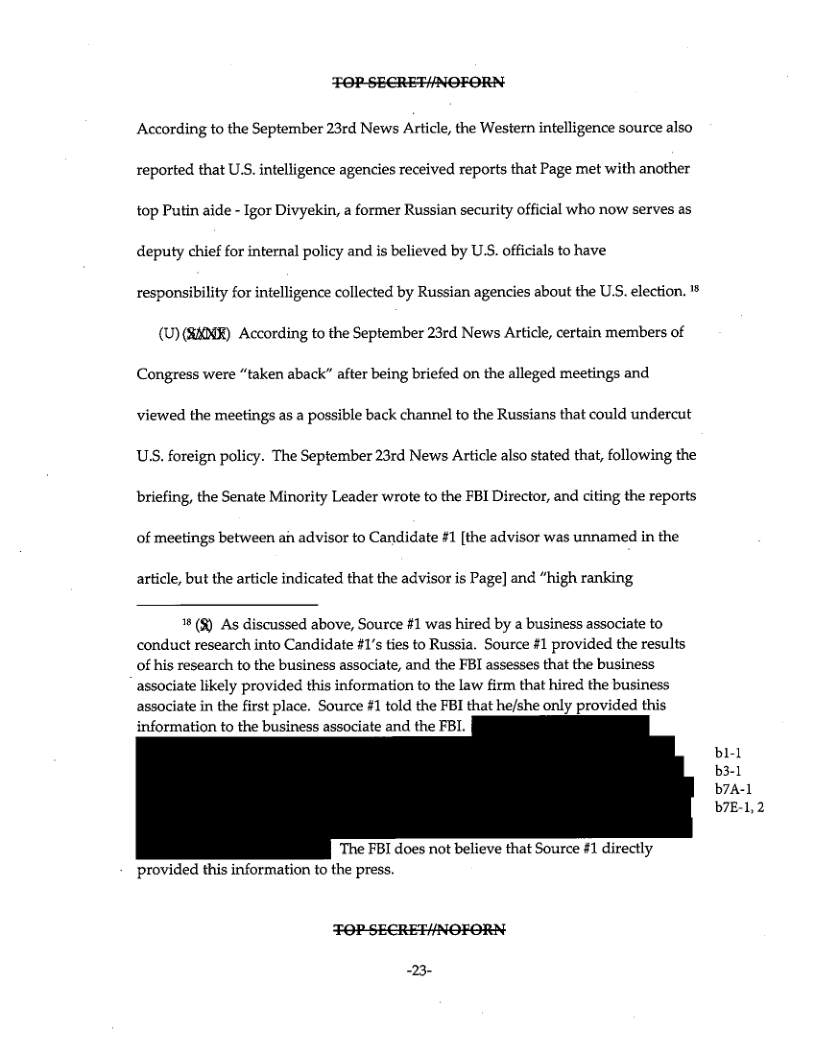 TOP SECRET//NOFORN
According to the September 23rd News Article, the Western intelligence source also
reported that U.S. intelligence agencies received reports that Page met with another
top Putin aide - Igor Divyekin, a former Russian security official who now serves as
deputy chief for internal policy and is believed by U.S. officials to have
responsibility for intelligence collected by Russian agencies about the U.S. election. 18
(U) ( ) According to the September 23rd News Article, certain members of
Congress were "taken aback" after being briefed on the alleged meetings and
viewed the meetings as a possible back channel to the Russians that could undercut
U.S. foreign policy. The September 23rd News Article also stated that, following the
briefing, the Senate Minority Leader wrote to the FBI Director, and citing the reports
of meetings between an advisor to Candidate #1 [the advisor was unnamed in the
article, but the article indicated that the advisor is Page] and "high ranking
18 (S) As discussed above, Source #1 was hired by a business associate to
conduct research into Candidate #1's ties to Russia. Source #1 provided the results
of his research to the business associate, and the FBI assesses that the business
associate likely provided this information to the law firm that hired the business
associate in the first place. Source #1 told the FBI that he/she only provided this
information to the business associate and the FBI.
b1-1
b3-1
b7A-1
b7E-1, 2
The FBI does not believe that Source #1 directly
provided this information to the press.
TOP SECRET//NOFORN
-23-